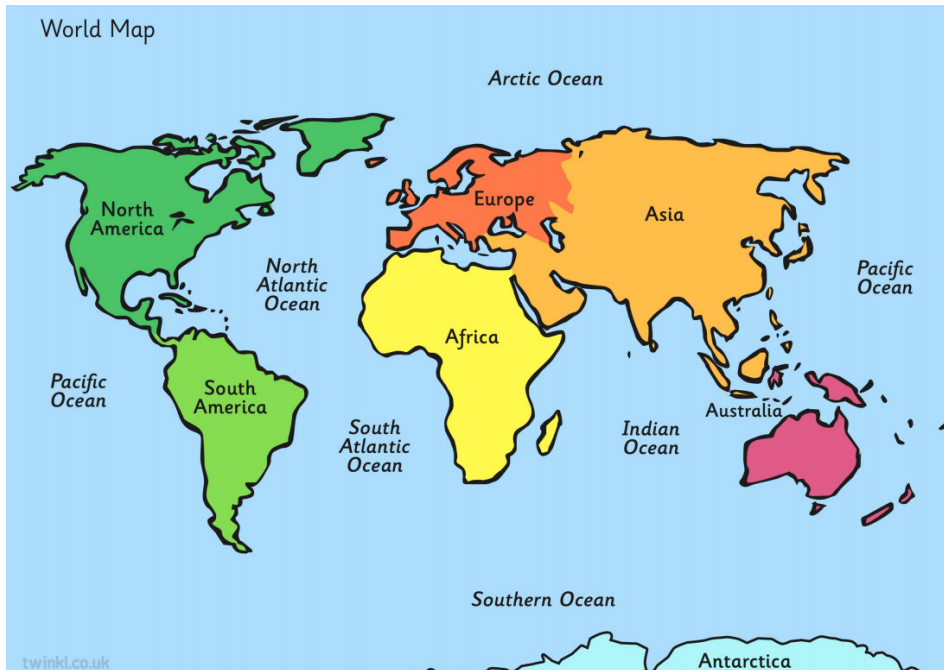 World Map
Arctic Ocean
North
America
Europe
Asia
North
Atlantic
Ocean
Pacific
Ocean
Africa
Pacific
Ocean
South
America
South
Atlantic
Ocean
Indian
Ocean
Australia
Southern Ocean
Antarctica
twinkl.co.uk